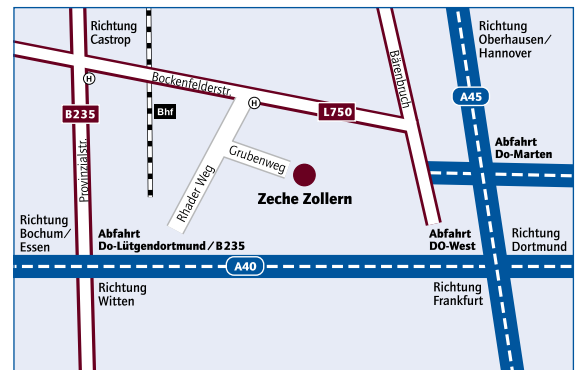 Richtung
Castrop
Richtung
Oberhausen/
Hannover
Bockenfelderstr.
Bärenbruch
H
H
A45
B235
Bhf
L750
Abfahrt
Do-Marten
Provinzialstr.
Grubenweg
Rhader Weg
Zeche Zollern
Richtung
Bochum/
Essen
Abfahrt
Do-Lütgendortmund/B235
Abfahrt
DO-West
Richtung
Dortmund
A40
Richtung
Witten
Richtung
Frankfurt